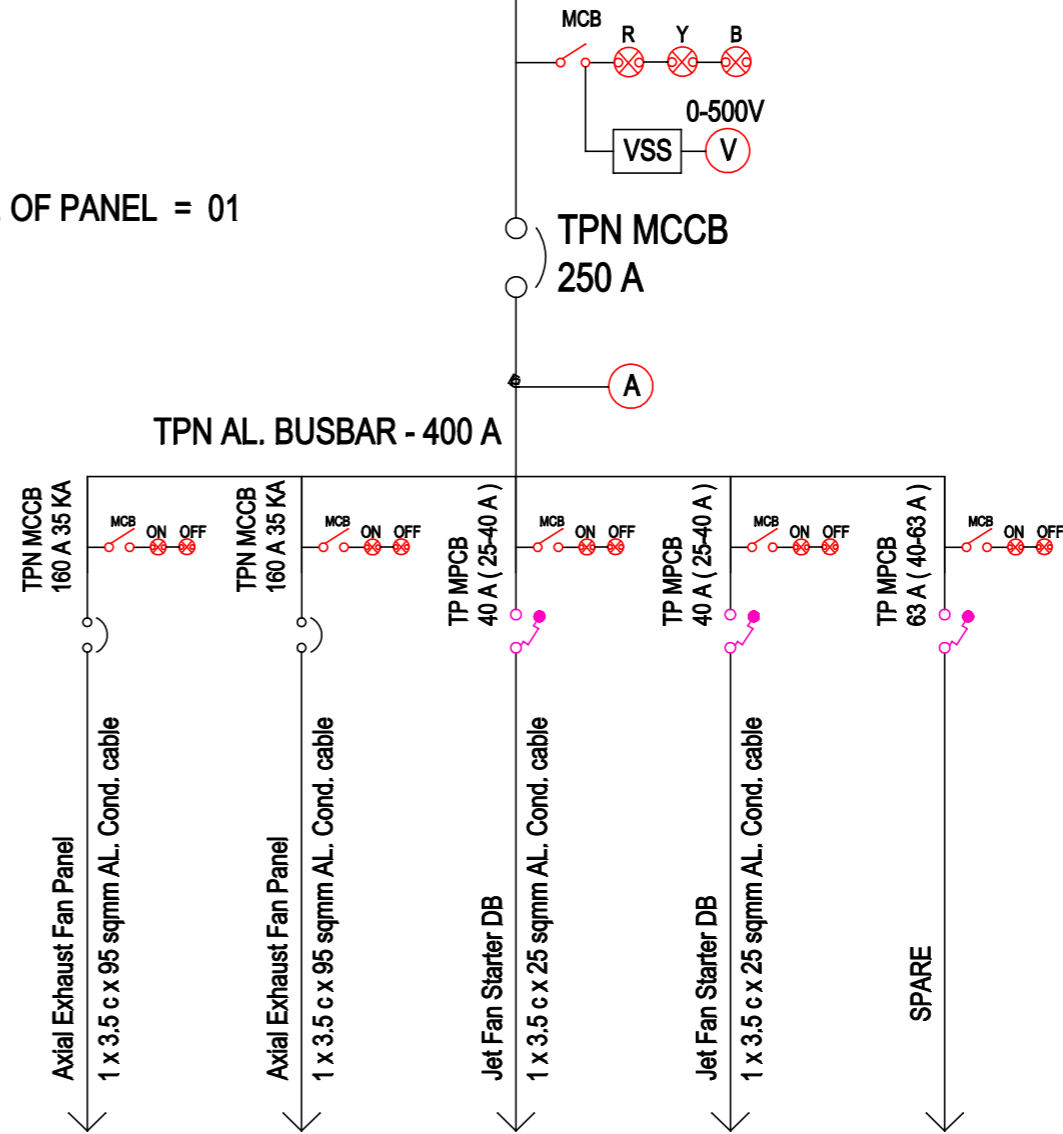 MCB
R Y B
0-500V
VSS V
. OF PANEL = 01
TPN MCCB
250 A
A
TPN AL. BUSBAR - 400 A
TPN MCCB
160 A 35 KA
MCB ON OFF
TPN MCCB
160 A 35 KA
MCB ON OFF
TP MPCB
40 A ( 25-40 A )
MCB ON OFF
TP MPCB
40 A ( 25-40 A )
MCB ON OFF
TP MPCB
63 A ( 40-63 A )
MCB ON OFF
Axial Exhaust Fan Panel
1 x 3.5 c x 95 sqmm AL. Cond. cable
Axial Exhaust Fan Panel
1 x 3.5 c x 95 sqmm AL. Cond. cable
Jet Fan Starter DB
1 x 3.5 c x 25 sqmm AL. Cond. cable
Jet Fan Starter DB
1 x 3.5 c x 25 sqmm AL. Cond. cable
SPARE